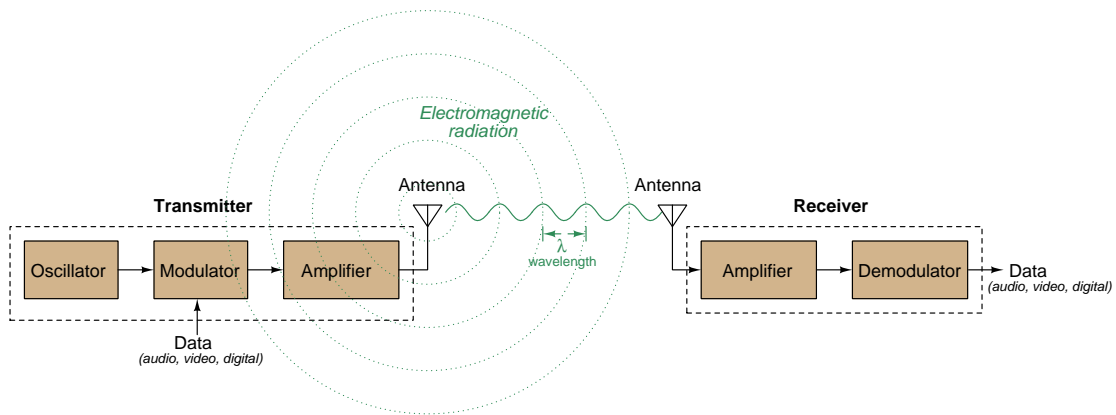 Electromagnetic
radiation
Antenna
Antenna
Transmitter
Receiver
Oscillator
Modulator
Amplifier
λ
wavelength
Amplifier
Demodulator
Data
(audio, video, digital)
Data
(audio, video, digital)